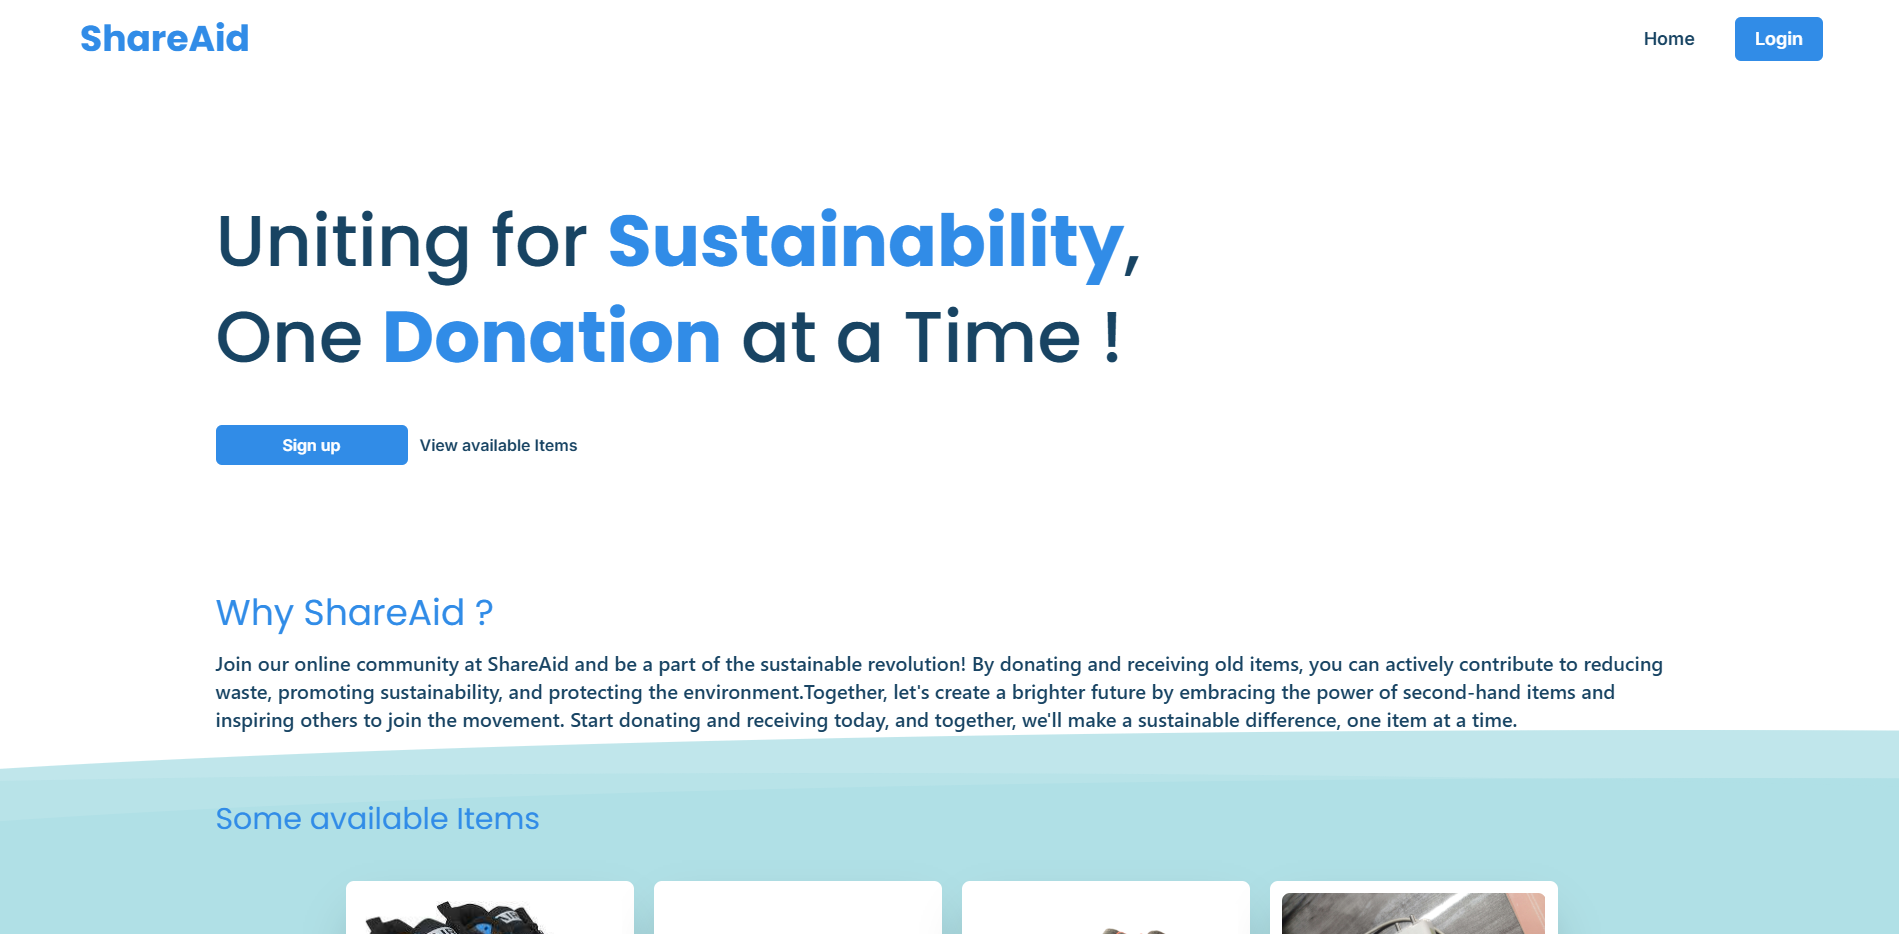 ShareAid
Home
Login
Uniting for Sustainability,
One Donation at a Time !
Sign up
View available Items
Why ShareAid ?
Join our online community at ShareAid and be a part of the sustainable revolution! By donating and receiving old items, you can actively contribute to reducing
waste, promoting sustainability, and protecting the environment.Together, let's create a brighter future by embracing the power of second-hand items and
inspiring others to join the movement. Start donating and receiving today, and together, we'll make a sustainable difference, one item at a time.
Some available Items